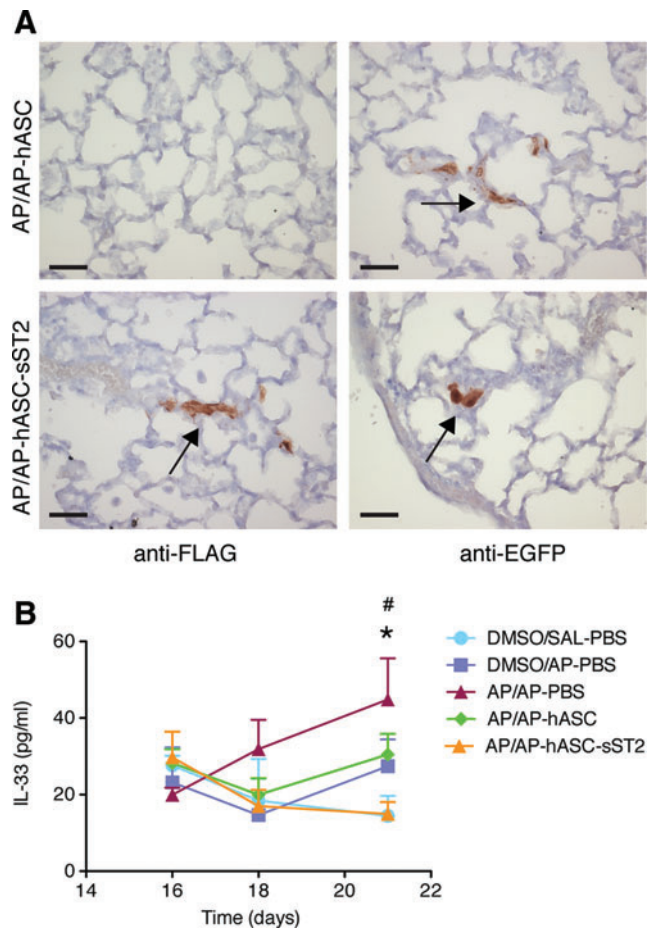 A
AP/AP-hASC
AP/AP-hASC-sST2
anti-FLAG
anti-EGFP
B
#
*
60
40
20
0
IL-33 (pg/ml)
14
16
18
20
22
Time (days)
DMSO/SAL-PBS
DMSO/AP-PBS
AP/AP-PBS
AP/AP-hASC
AP/AP-hASC-sST2